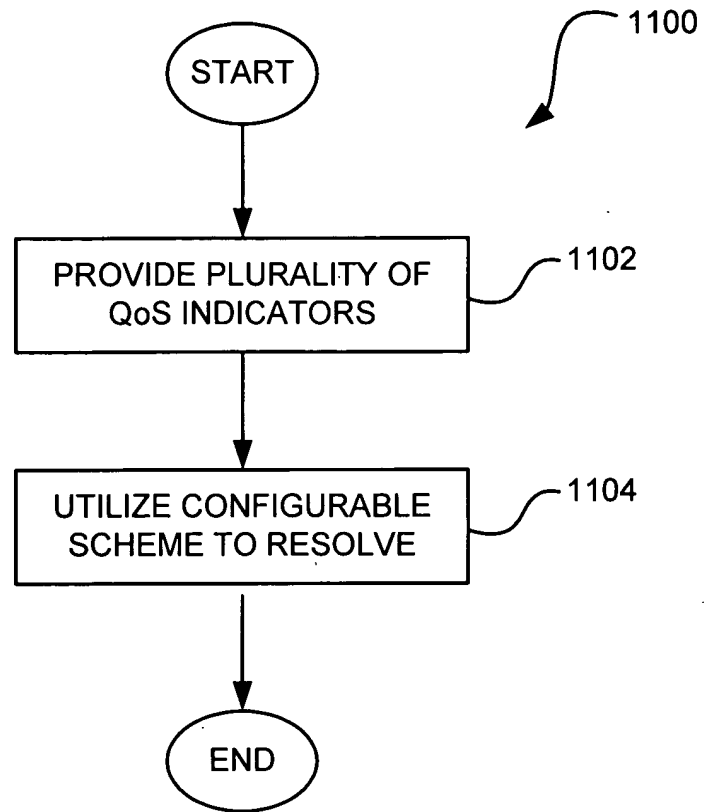 1100
START
PROVIDE PLURALITY OF
QoS INDICATORS
1102
UTILIZE CONFIGURABLE
SCHEME TO RESOLVE
1104
END